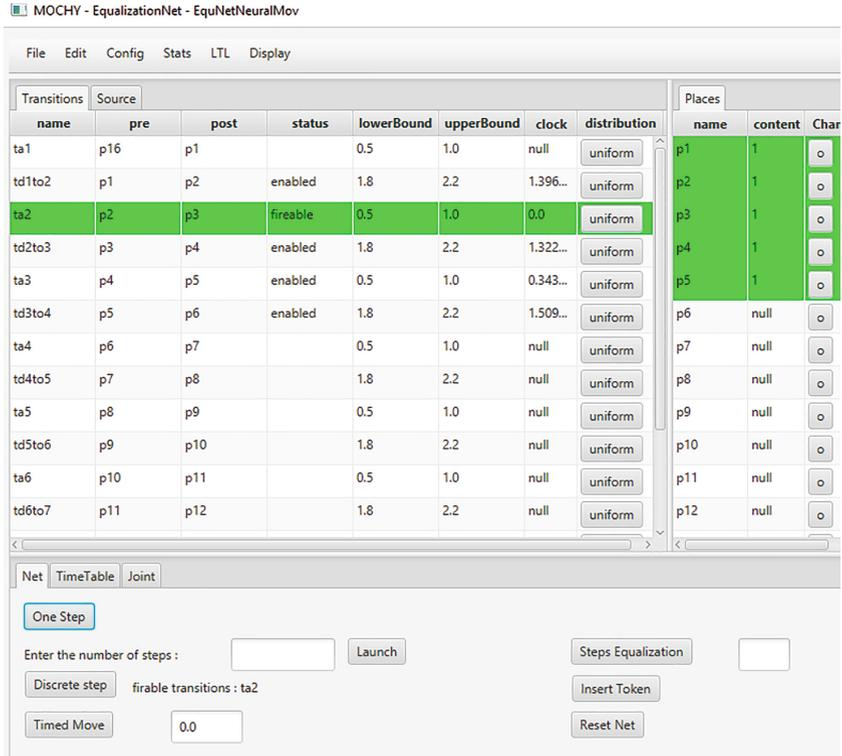 MOCHY - EqualizationNet - EquNetNeuralMov
File Edit Config Stats LTL Display
Transitions Source Places
name pre post status lowerBound upperBound clock distribution name content Char
ta1 p16 p1 0.5 1.0 null uniform p1 1 o
td1to2 p1 p2 enabled 1.8 2.2 1.396... uniform p2 1 o
ta2 p2 p3 fireable 0.5 1.0 0.0 uniform p3 1 o
td2to3 p3 p4 enabled 1.8 2.2 1.322... uniform p4 1 o
ta3 p4 p5 enabled 0.5 1.0 0.343... uniform p5 1 o
td3to4 p5 p6 enabled 1.8 2.2 1.509... uniform p6 null o
ta4 p6 p7 0.5 1.0 null uniform p7 null o
td4to5 p7 p8 1.8 2.2 null uniform p8 null o
ta5 p8 p9 0.5 1.0 null uniform p9 null o
td5to6 p9 p10 1.8 2.2 null uniform p10 null o
ta6 p10 p11 0.5 1.0 null uniform p11 null o
td6to7 p11 p12 1.8 2.2 null uniform p12 null o
Net TimeTable Joint
One Step
Enter the number of steps : Launch Steps Equalization
Discrete step firable transitions : ta2 Insert Token
Timed Move 0.0 Reset Net